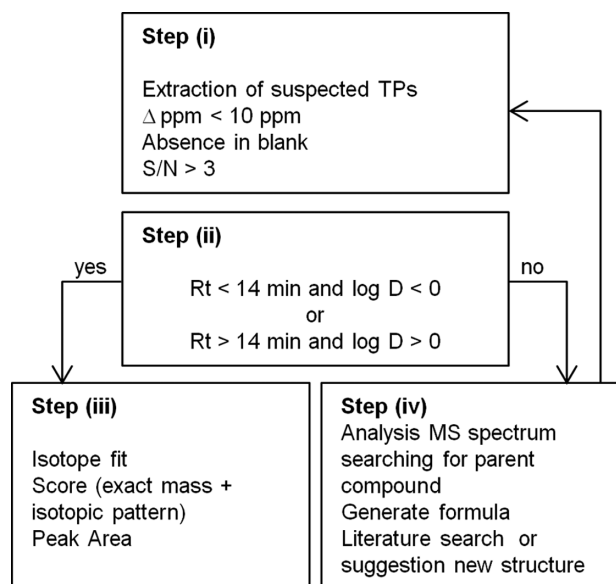 Step (i)
Extraction of suspected TPs
Δ ppm < 10 ppm
Absence in blank
S/N > 3
Step (ii)
yes
no
Rt < 14 min and log D < 0
or
Rt > 14 min and log D > 0
Step (iii)
Isotope fit
Score (exact mass +
isotopic pattern)
Peak Area
Step (iv)
Analysis MS spectrum
searching for parent
compound
Generate formula
Literature search or
suggestion new structure